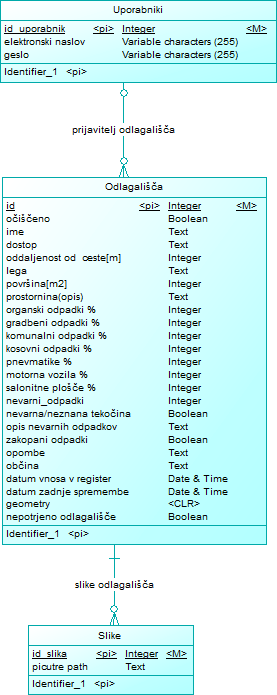 Uporabniki
id_uporabnik <pi> Integer <M>
elektronski naslov Variable characters (255)
geslo Variable characters (255)
Identifier_1 <pi>
prijavitelj odlagališča
Odlagališča
id <pi> Integer <M>
očiščeno Boolean
ime Text
dostop Text
oddaljenost od ceste[m] Integer
lega Text
površina[m2] Integer
prostornina(opis) Text
organski odpadki % Integer
gradbeni odpadki % Integer
komunalni odpadki % Integer
kosovni odpadki % Integer
pnevmatike % Integer
motorna vozila % Integer
salonitne plošče % Integer
nevarni_odpadki Integer
nevarna/neznana tekočina Boolean
opis nevarnih odpadkov Text
zakopani odpadki Boolean
opombe Text
občina Text
datum vnosa v register Date & Time
datum zadnje spremembe Date & Time
geometry <CLR>
nepotrjeno odlagališče Boolean
Identifier_1 <pi>
slike odlagališča
Slike
id_slika <pi> Integer <M>
picutre path Text
Identifier_1 <pi>